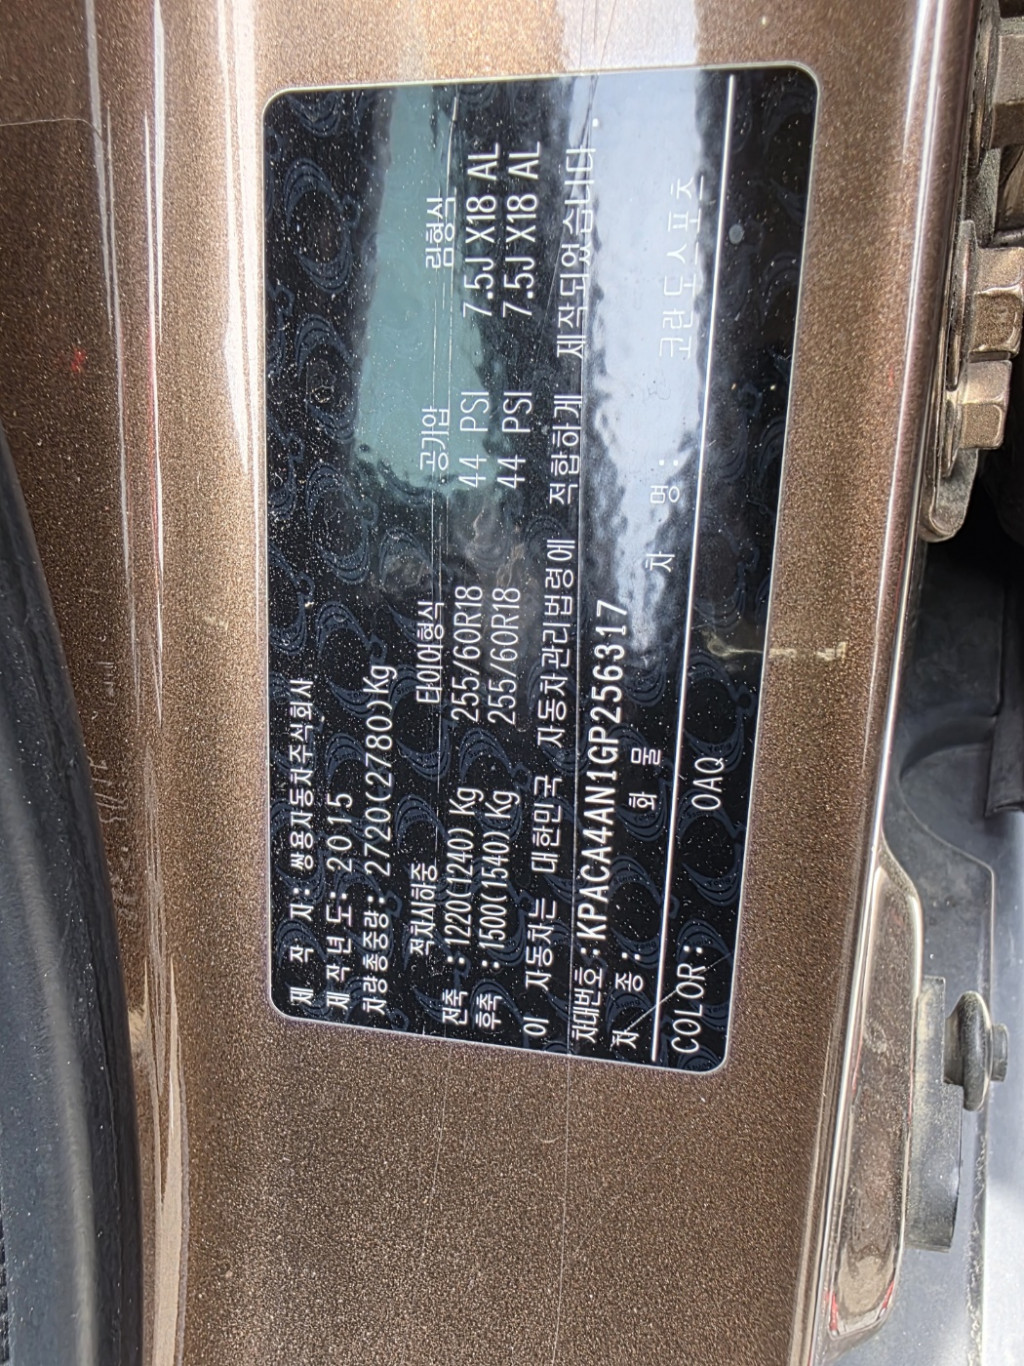 제 작 자: 쌍용자동차주식회사
제 작 년 도: 2015
차량총중량: 2720(2780)Kg
적차시하중 타이어형식 공기압 림형식
전축 : 1220(1240) Kg 255/60R18 44 PSI 7.5J X18 AL
후축 : 1500(1540) Kg 255/60R18 44 PSI 7.5J X18 AL
이 자동차는 대한민국 자동차관리법령에 적합하게 제작되었습니다.
차대번호:KPACA4AN1GP256317
차 종: 화 물 차 명: 코란도스포츠
COLOR: OAQ